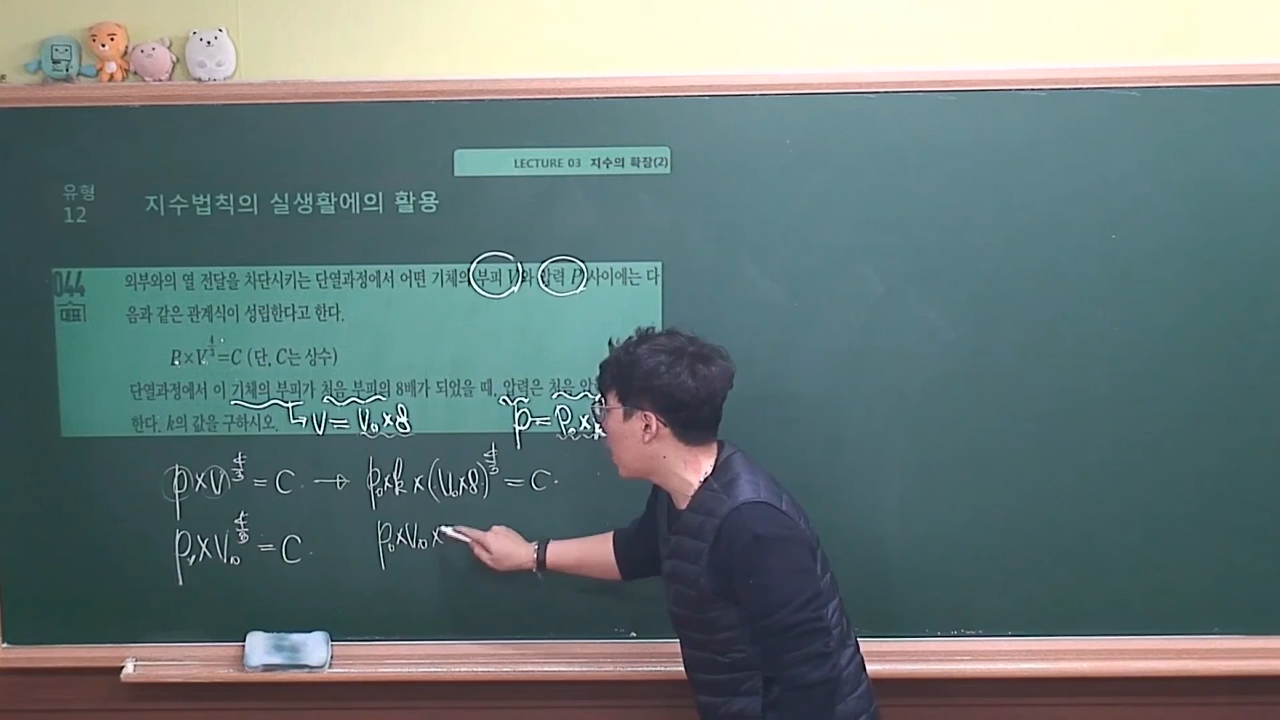 LECTURE 03 지수의 확장(2)
유형
12
지수법칙의 실생활에의 활용
044
대표
외부와의 열 전달을 차단시키는 단열과정에서 어떤 기체의 부피 V와 압력 P 사이에는 다
음과 같은 관계식이 성립한다고 한다.
P×V^{4/3}=C (단, C는 상수)
단열과정에서 이 기체의 부피가 처음 부피의 8배가 되었을 때, 압력은 처음
한다. k의 값을 구하시오.
↳ V = V₀×8
P = P₀×
P×V^{4/3} = C → P₀×k×(V₀×8)^{4/3} = C
P₀×V₀^{4/3} = C
P₀×V₀×